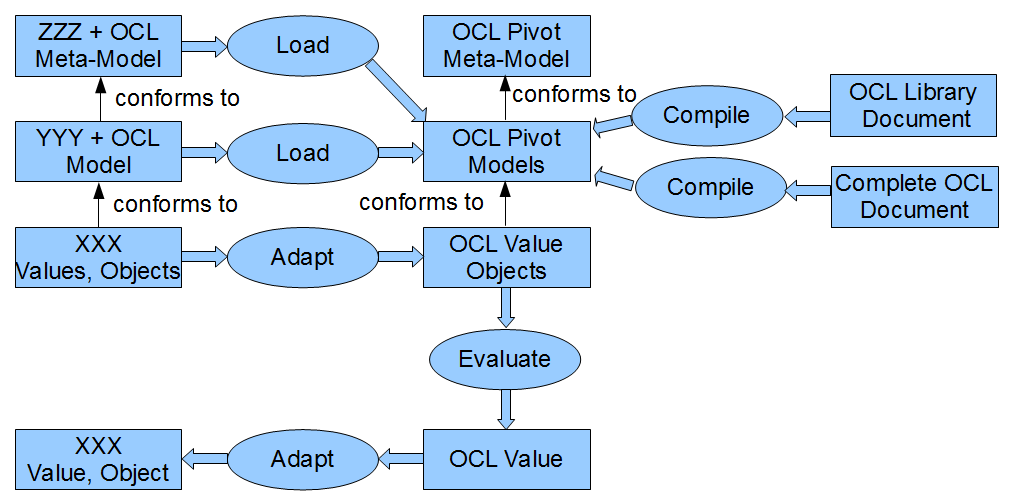 ZZZ + OCL
Meta-Model
Load
OCL Pivot
Meta-Model
conforms to
conforms to
Compile
OCL Library
Document
YYY + OCL
Model
Load
OCL Pivot
Models
Compile
Complete OCL
Document
conforms to
conforms to
XXX
Values, Objects
Adapt
OCL Value
Objects
Evaluate
XXX
Value, Object
Adapt
OCL Value